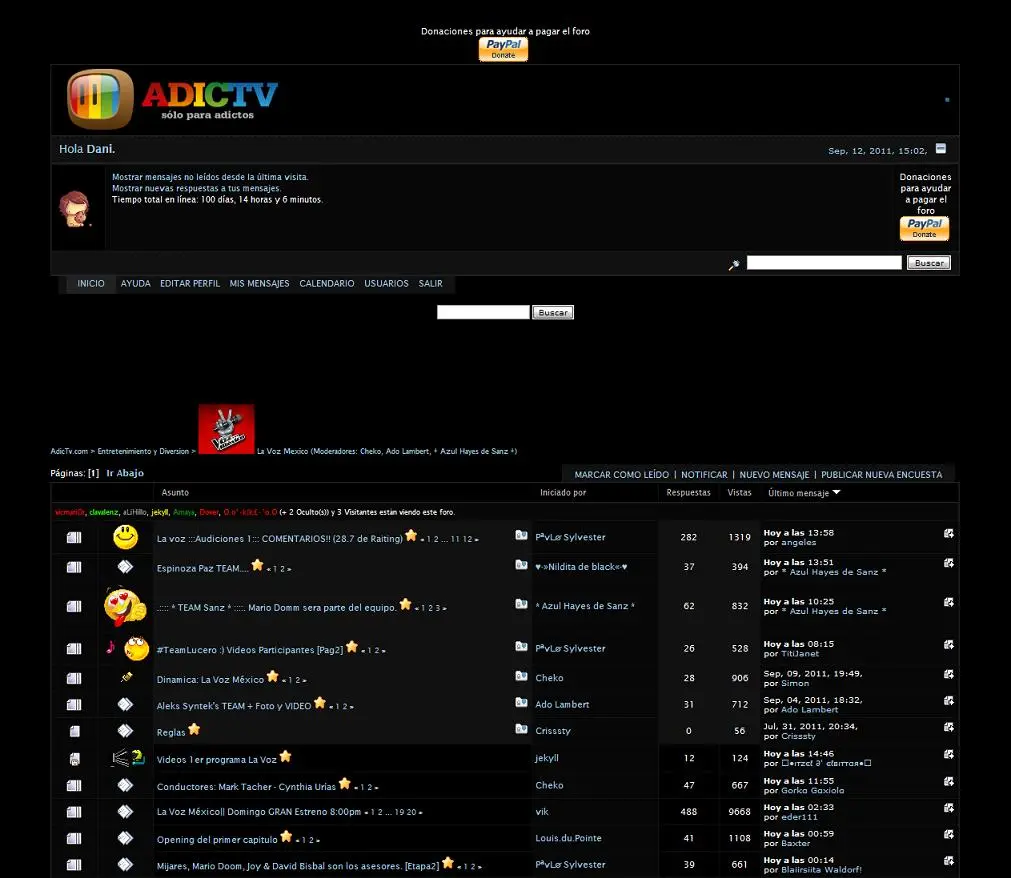 Donaciones para ayudar a pagar el foro
PayPal
Donate
ADICTV
sólo para adictos
Hola Dani.
Sep, 12, 2011, 15:02,
Mostrar mensajes no leídos desde la última visita.
Mostrar nuevas respuestas a tus mensajes.
Tiempo total en línea: 100 días, 14 horas y 6 minutos.
Donaciones
para ayudar
a pagar el
foro
PayPal
Donate
Buscar
INICIO AYUDA EDITAR PERFIL MIS MENSAJES CALENDARIO USUARIOS SALIR
Buscar
AdicTv.com > Entretenimiento y Diversion > La Voz Mexico (Moderadores: Cheko, Ado Lambert, * Azul Hayes de Sanz *)
Páginas: [1] Ir Abajo
MARCAR COMO LEÍDO | NOTIFICAR | NUEVO MENSAJE | PUBLICAR NUEVA ENCUESTA
Asunto Iniciado por Respuestas Vistas Último mensaje
clavalenz, aLiHillo, jekyll, Amaya, Dover, (+ 2 Oculto(s)) y 3 Visitantes están viendo este foro.
La voz :::Audiciones 1::: COMENTARIOS!! (28.7 de Raiting) « 1 2 ... 11 12 » Sylvester 282 1319 Hoy a las 13:58
por angeles
Espinoza Paz TEAM.... « 1 2 » ♥·»Nildita de black«·♥ 37 394 Hoy a las 13:51
por * Azul Hayes de Sanz *
.::::: * TEAM Sanz * ::::. Mario Domm sera parte del equipo. « 1 2 3 » * Azul Hayes de Sanz * 62 832 Hoy a las 10:25
por * Azul Hayes de Sanz *
#TeamLucero :) Videos Participantes [Pag2] « 1 2 » Sylvester 26 528 Hoy a las 08:15
por TitiJanet
Dinamica: La Voz México « 1 2 » Cheko 28 906 Sep, 09, 2011, 19:49,
por Simon
Aleks Syntek's TEAM + Foto y VIDEO « 1 2 » Ado Lambert 31 712 Sep, 04, 2011, 18:32,
por Ado Lambert
Reglas Crisssty 0 56 Jul, 31, 2011, 20:34,
por Crisssty
Videos 1er programa La Voz jekyll 12 124 Hoy a las 14:46
por
Conductores: Mark Tacher - Cynthia Urías « 1 2 » Cheko 47 667 Hoy a las 11:55
por Gorka Gaxiola
La Voz México|| Domingo GRAN Estreno 8:00pm « 1 2 ... 19 20 » vik 488 9668 Hoy a las 02:33
por eder111
Opening del primer capitulo « 1 2 » Louis.du.Pointe 41 1108 Hoy a las 00:59
por Baxter
Mijares, Mario Doom, Joy & David Bisbal son los asesores. [Etapa2] « 1 2 » Sylvester 39 661 Hoy a las 00:14
por Blaiirsiita Waldorf!